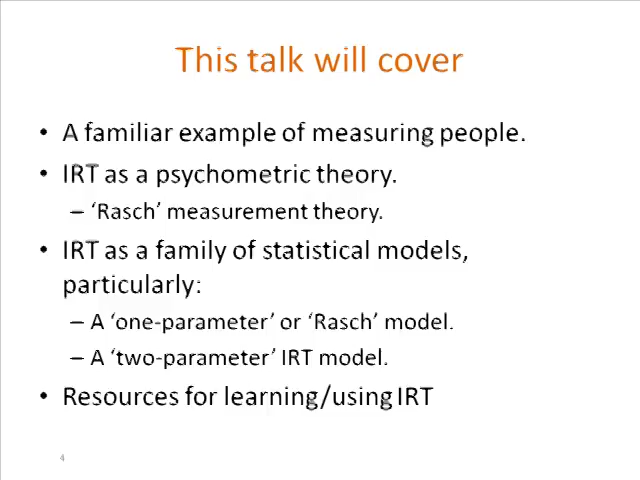 This talk will cover
• A familiar example of measuring people.
• IRT as a psychometric theory.
– ‘Rasch’ measurement theory.
• IRT as a family of statistical models,
particularly:
– A ‘one-parameter’ or ‘Rasch’ model.
– A ‘two-parameter’ IRT model.
• Resources for learning/using IRT
4